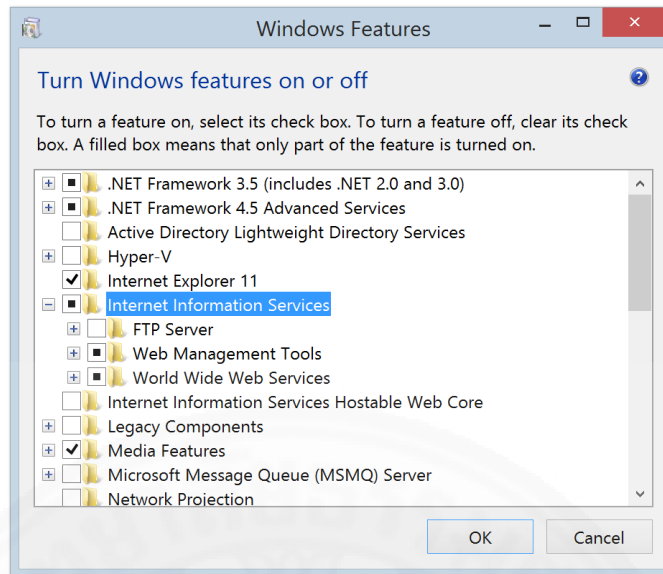 Windows Features
Turn Windows features on or off
To turn a feature on, select its check box. To turn a feature off, clear its check
box. A filled box means that only part of the feature is turned on.
.NET Framework 3.5 (includes .NET 2.0 and 3.0)
.NET Framework 4.5 Advanced Services
Active Directory Lightweight Directory Services
Hyper-V
Internet Explorer 11
Internet Information Services
FTP Server
Web Management Tools
World Wide Web Services
Internet Information Services Hostable Web Core
Legacy Components
Media Features
Microsoft Message Queue (MSMQ) Server
Network Projection
OK
Cancel